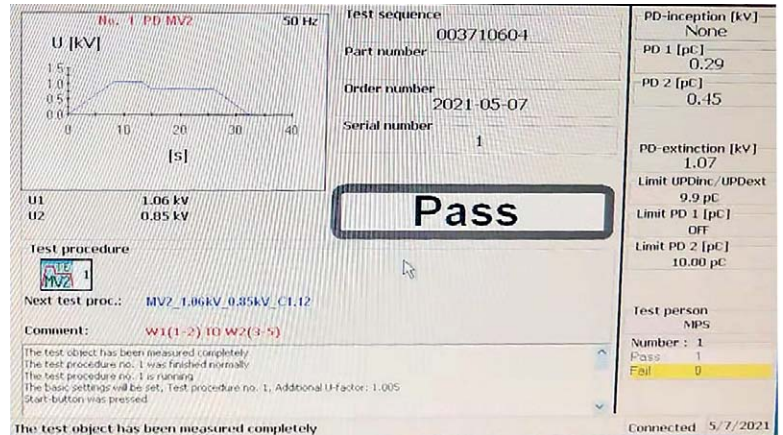 No. 1 PD MV2 50 Hz
U [kV]
1.5
1.0
0.5
0.0
0 10 20 30 40
[s]
U1 1.06 kV
U2 0.85 kV
Test procedure
TE
MV2 1
Next test proc.: MV2_1.06kV_0.85kV_C1.12
Comment: W1(1-2) TO W2(3-5)
The test object has been measured completely
The test procedure no. 1 was finished normally
The test procedure no. 1 is running
The basic settings will be set, Test procedure no. 1, Additional U-factor: 1.005
Start-button was pressed
The test object has been measured completely
Test sequence
003710604
Part number
Order number
2021-05-07
Serial number
1
Pass
PD-inception [kV]
None
PD 1 [pC]
0.29
PD 2 [pC]
0.45
PD-extinction [kV]
1.07
Limit UPDinc/UPDext
9.9 pC
Limit PD 1 [pC]
OFF
Limit PD 2 [pC]
10.00 pC
Test person
MPS
Number : 1
Pass 1
Fail 0
Connected 5/7/2021